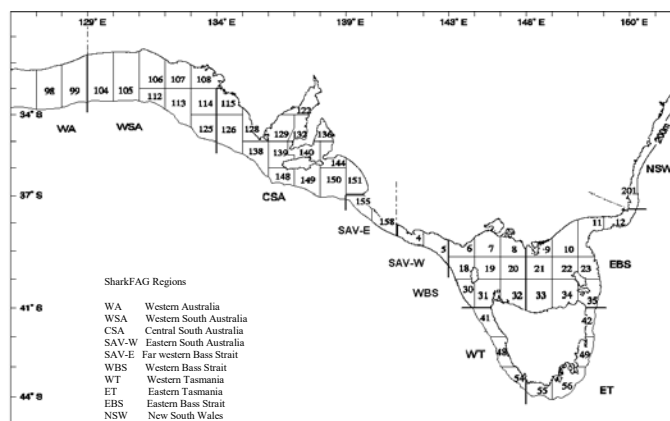 129° E 134° E 139° E 143° E 148° E 160° E
106 107 108
98 99 104 105
112 113 114 115
122
34° S
WA WSA
125 126 128 129 132 136
200m
138 139 140
144
NSW
148 149 150 151
CSA
37° S
155
201
SAV-E 158
11 12
4
SAV-W 5 6 7 8 9 10
EBS
18 19 20 21 22 23
SharkFAG Regions
WBS 30
31 32 33 34 35
WA Western Australia
41° S
WSA Western South Australia
41 42
CSA Central South Australia
SAV-W Eastern South Australia
SAV-E Far western Bass Strait
WT 48 49
WBS Western Bass Strait
WT Western Tasmania
54 55 56
ET Eastern Tasmania
ET
EBS Eastern Bass Strait
44° S
NSW New South Wales